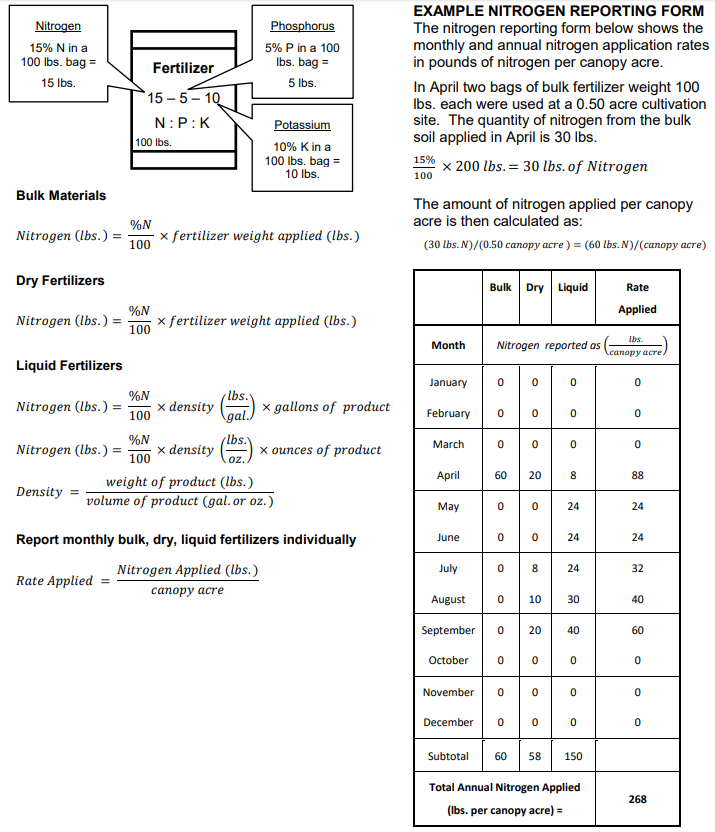 Nitrogen
15% N in a
100 lbs. bag =
15 lbs.
Fertilizer
15 – 5 – 10
N : P : K
100 lbs.
Phosphorus
5% P in a 100
lbs. bag =
5 lbs.
Potassium
10% K in a
100 lbs. bag =
10 lbs.
Bulk Materials
Nitrogen (lbs.) = %N/100 × fertilizer weight applied (lbs.)
Dry Fertilizers
Nitrogen (lbs.) = %N/100 × fertilizer weight applied (lbs.)
Liquid Fertilizers
Nitrogen (lbs.) = %N/100 × density (lbs./gal.) × gallons of product
Nitrogen (lbs.) = %N/100 × density (lbs./oz.) × ounces of product
Density = weight of product (lbs.)/volume of product (gal. or oz.)
Report monthly bulk, dry, liquid fertilizers individually
Rate Applied = Nitrogen Applied (lbs.)/canopy acre
EXAMPLE NITROGEN REPORTING FORM
The nitrogen reporting form below shows the
monthly and annual nitrogen application rates
in pounds of nitrogen per canopy acre.
In April two bags of bulk fertilizer weight 100
lbs. each were used at a 0.50 acre cultivation
site. The quantity of nitrogen from the bulk
soil applied in April is 30 lbs.
15%/100 × 200 lbs. = 30 lbs. of Nitrogen
The amount of nitrogen applied per canopy
acre is then calculated as:
(30 lbs. N)/(0.50 canopy acre ) = (60 lbs. N)/(canopy acre)
Bulk Dry Liquid Rate
Applied
Month Nitrogen reported as (lbs./canopy acre)
January 0 0 0 0
February 0 0 0 0
March 0 0 0 0
April 60 20 8 88
May 0 0 24 24
June 0 0 24 24
July 0 8 24 32
August 0 10 30 40
September 0 20 40 60
October 0 0 0 0
November 0 0 0 0
December 0 0 0 0
Subtotal 60 58 150
Total Annual Nitrogen Applied
(lbs. per canopy acre) =
268